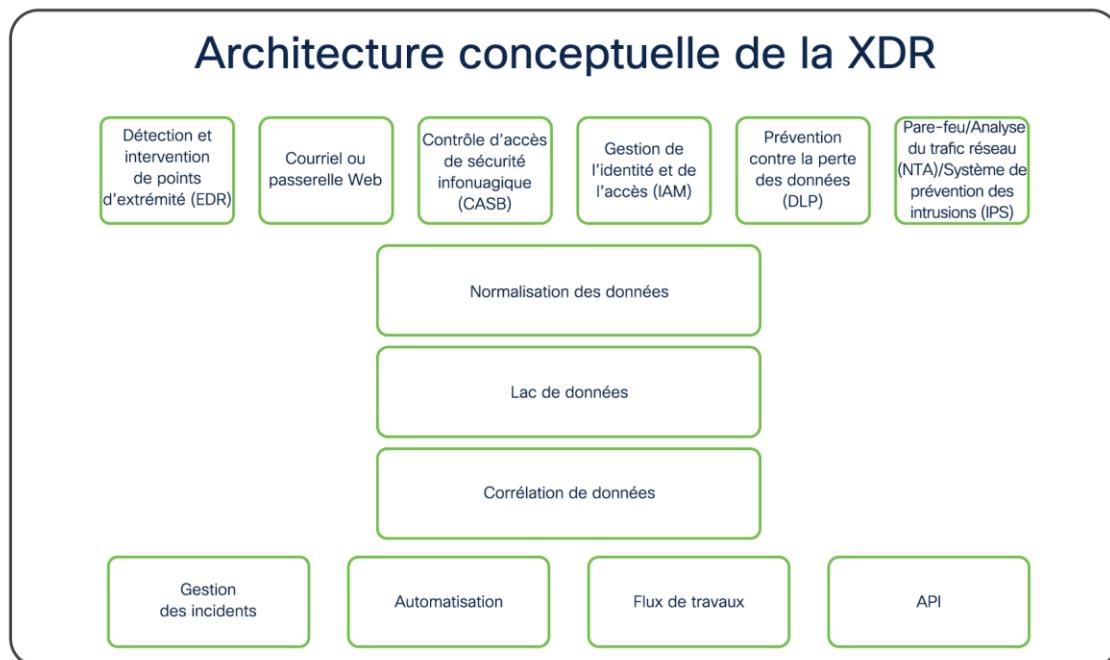 Architecture conceptuelle de la XDR
Détection et
intervention
de points
d'extrémité (EDR)
Courriel ou
passerelle Web
Contrôle d'accès
de sécurité
infonuagique
(CASB)
Gestion de
l'identité et de
l'accès (IAM)
Prévention
contre la perte
des données
(DLP)
Pare-feu/Analyse
du trafic réseau
(NTA)/Système de
prévention des
intrusions (IPS)
Normalisation des données
Lac de données
Corrélation de données
Gestion
des incidents
Automatisation
Flux de travaux
API